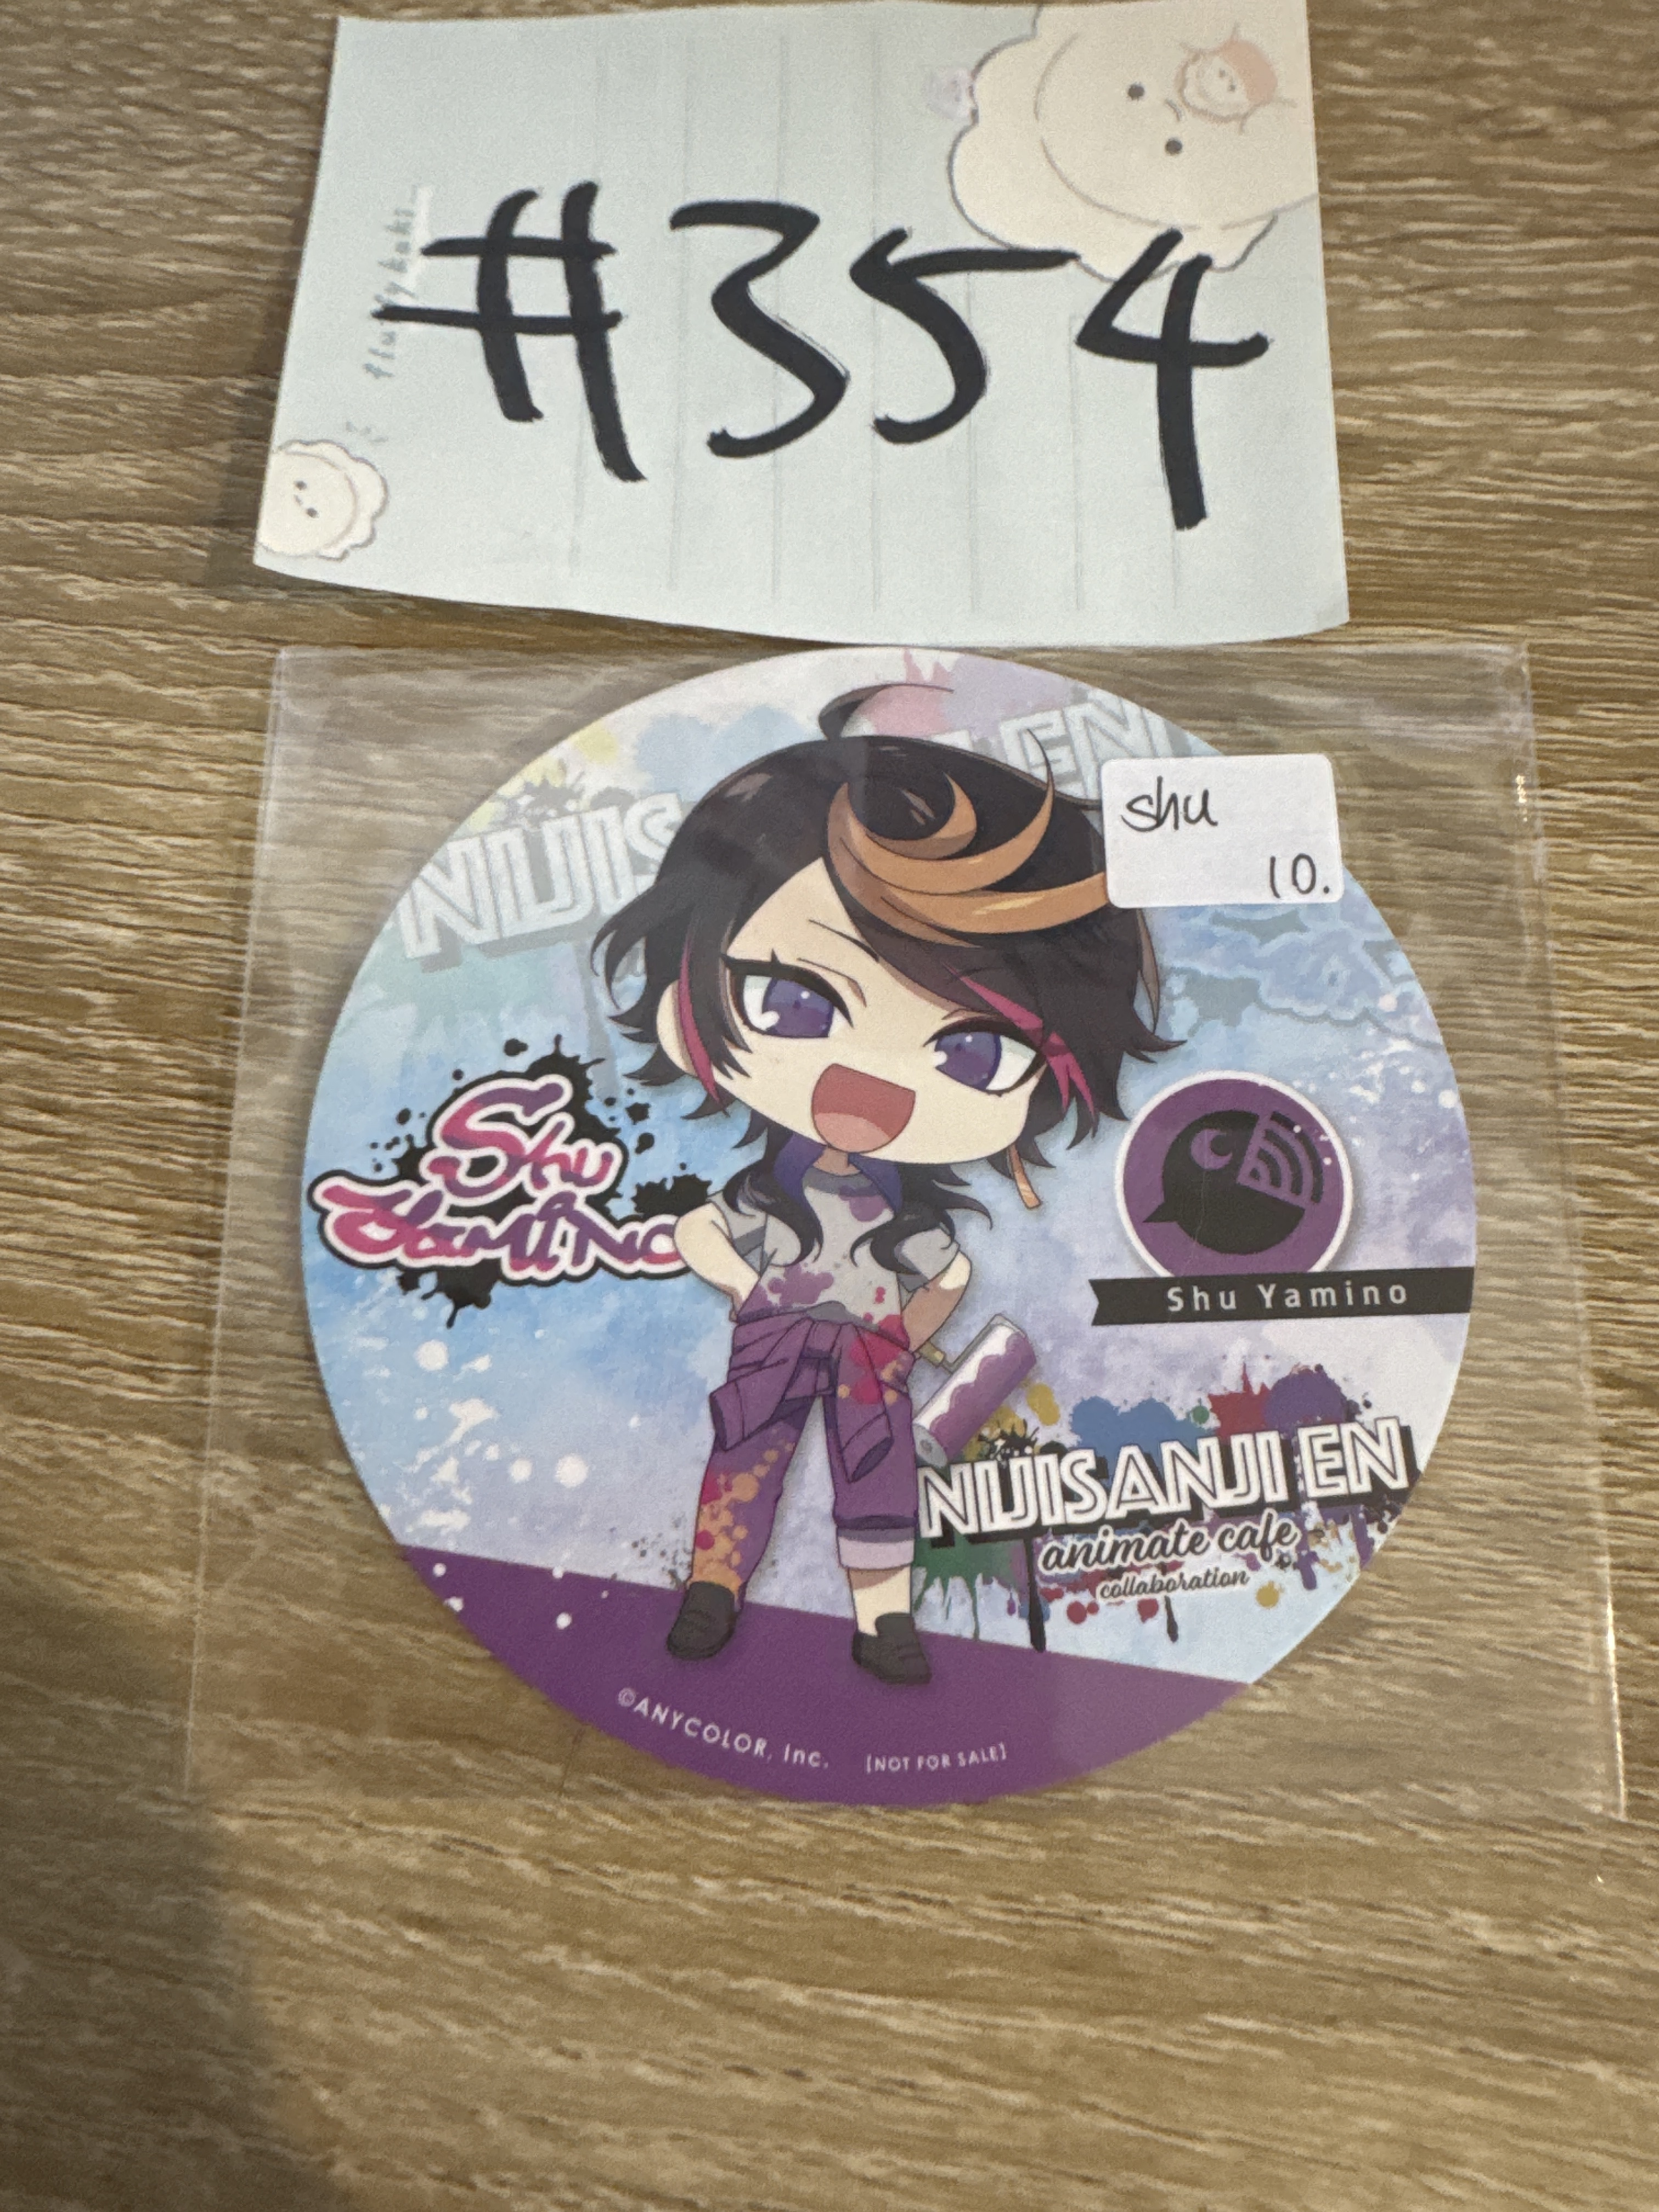 #354
fluffykaki
NIJIS
EN
shu
10.
Shu
Yamino
Shu Yamino
NIJISANJI EN
animate cafe
collaboration
©ANYCOLOR, Inc.
[NOT FOR SALE]